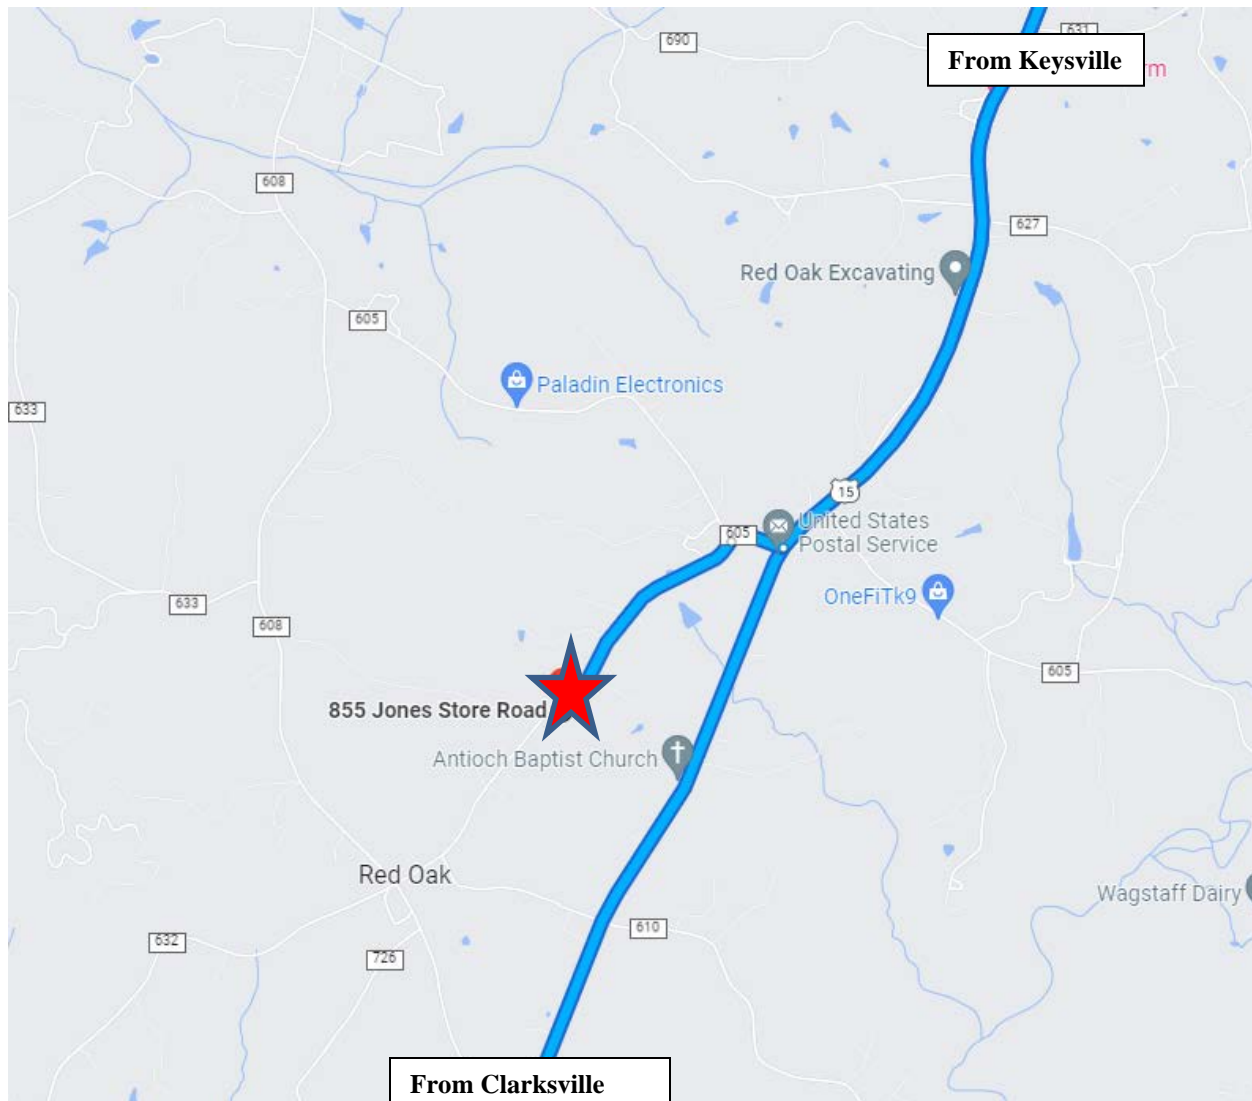 631
690
From Keysville
rm
608
627
Red Oak Excavating
605
Paladin Electronics
633
15
United States
Postal Service
605
OneFiTk9
633
608
605
855 Jones Store Road
Antioch Baptist Church
Red Oak
Wagstaff Dairy
610
632
726
From Clarksville